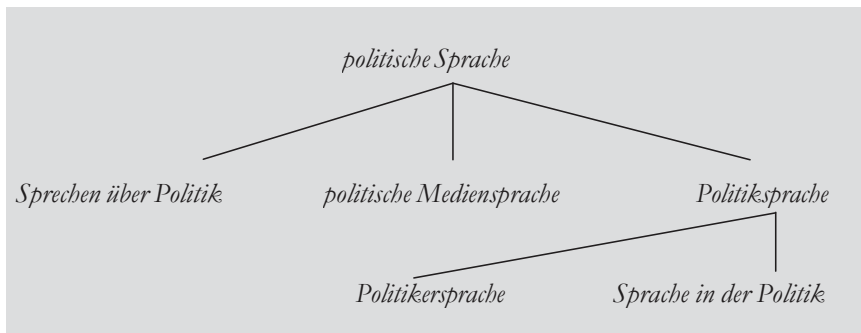 politische Sprache
Sprechen über Politik politische Mediensprache Politiksprache
Politikersprache Sprache in der Politik